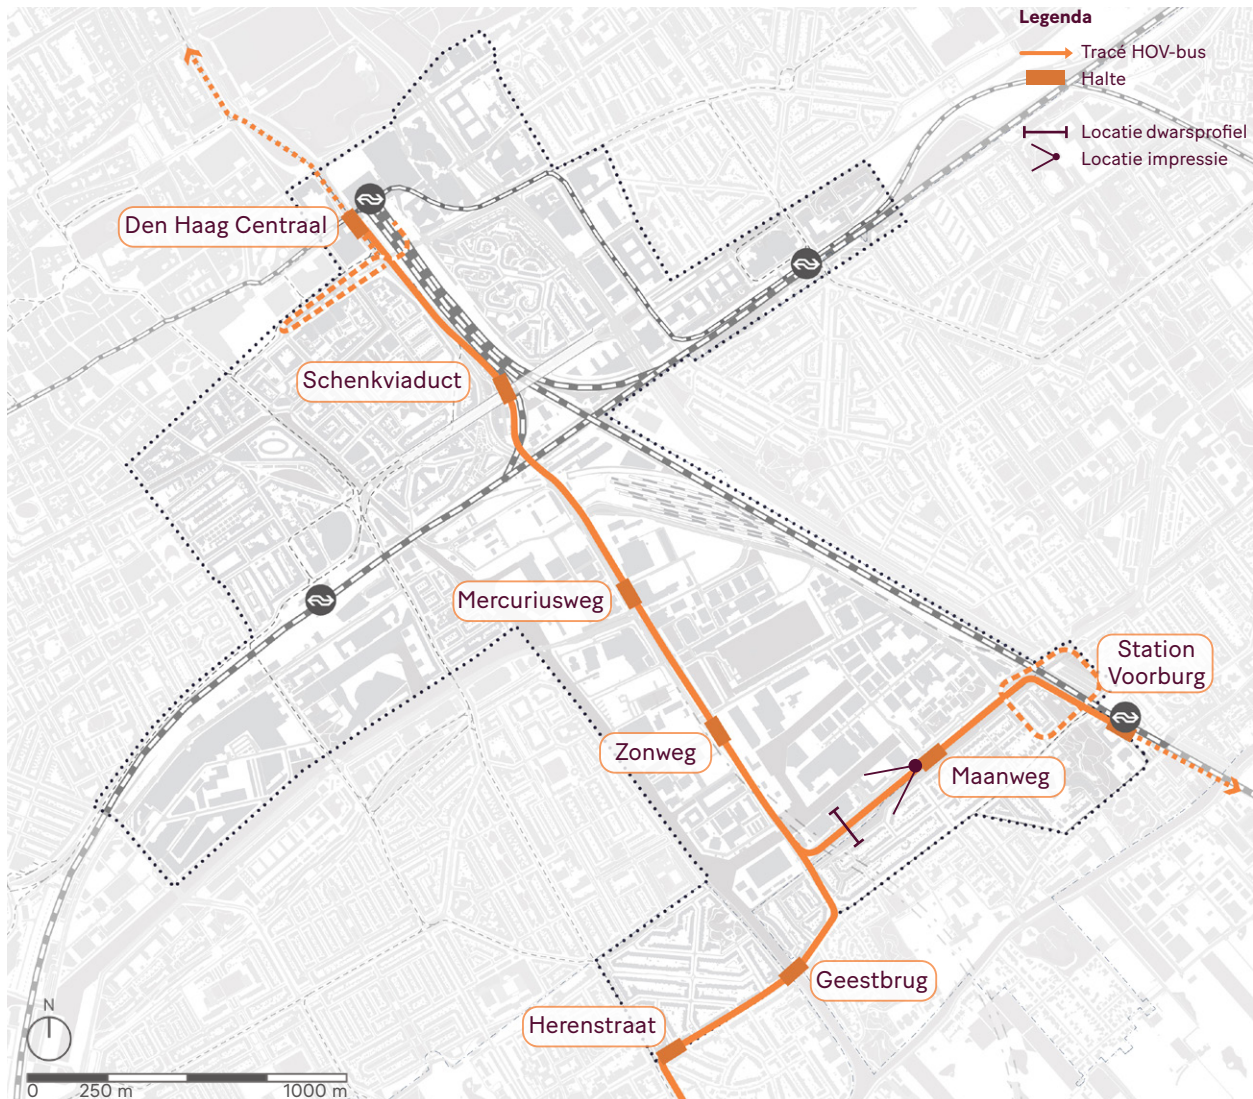 Legenda
Tracé HOV-bus
Halte
Locatie dwarsprofiel
Locatie impressie
Den Haag Centraal
Schenkviaduct
Mercuriusweg
Station
Voorburg
Zonweg
Maanweg
Geestbrug
Herenstraat
N
0 250 m 1000 m